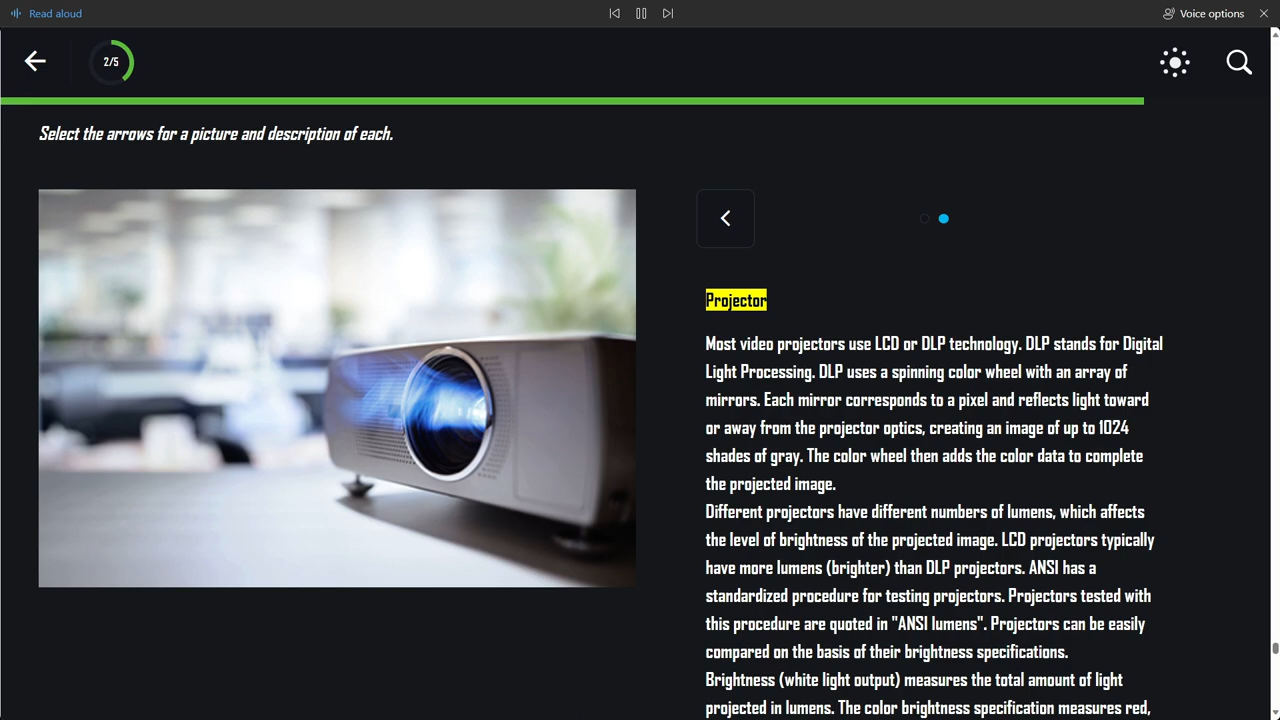 Read aloud
Voice options
2/5
Select the arrows for a picture and description of each.
Projector
Most video projectors use LCD or DLP technology. DLP stands for Digital
Light Processing. DLP uses a spinning color wheel with an array of
mirrors. Each mirror corresponds to a pixel and reflects light toward
or away from the projector optics, creating an image of up to 1024
shades of gray. The color wheel then adds the color data to complete
the projected image.
Different projectors have different numbers of lumens, which affects
the level of brightness of the projected image. LCD projectors typically
have more lumens (brighter) than DLP projectors. ANSI has a
standardized procedure for testing projectors. Projectors tested with
this procedure are quoted in "ANSI lumens". Projectors can be easily
compared on the basis of their brightness specifications.
Brightness (white light output) measures the total amount of light
projected in lumens. The color brightness specification measures red,